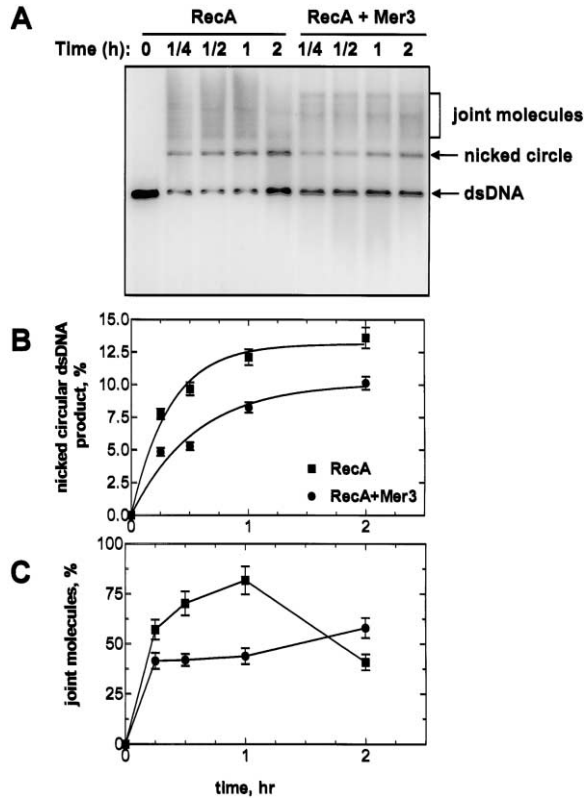 A
RecA RecA + Mer3
Time (h): 0 1/4 1/2 1 2 1/4 1/2 1 2
joint molecules
nicked circle
dsDNA
B
nicked circular dsDNA
product, %
15.0
12.5
10.0
7.5
5.0
2.5
0.0
RecA
RecA+Mer3
0 1 2
C
joint molecules, %
100
75
50
25
0
0 1 2
time, hr